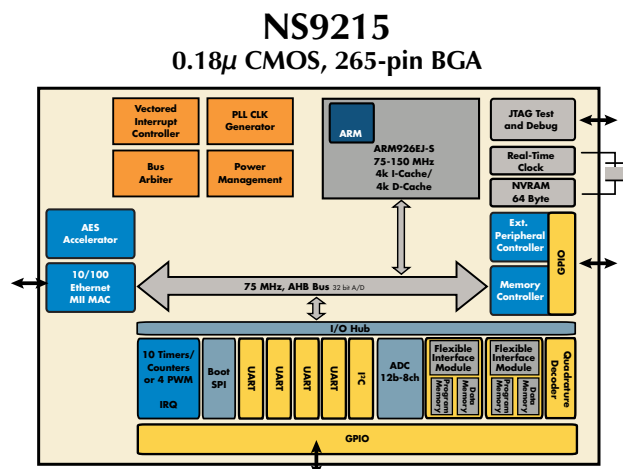 NS9215
0.18µ CMOS, 265-pin BGA
Vectored
Interrupt
Controller
PLL CLK
Generator
Bus
Arbiter
Power
Management
ARM
ARM926EJ-S
75-150 MHz
4k I-Cache/
4k D-Cache
JTAG Test
and Debug
Real-Time
Clock
NVRAM
64 Byte
AES
Accelerator
10/100
Ethernet
MII MAC
Ext.
Peripheral
Controller
Memory
Controller
GPIO
75 MHz, AHB Bus 32 bit A/D
I/O Hub
10 Timers/
Counters
or 4 PWM
IRQ
Boot
SPI
UART
UART
UART
UART
I²C
ADC
12b-8ch
Flexible
Interface
Module
Program
Memory
Data
Memory
Flexible
Interface
Module
Program
Memory
Data
Memory
Quadrature
Decoder
GPIO